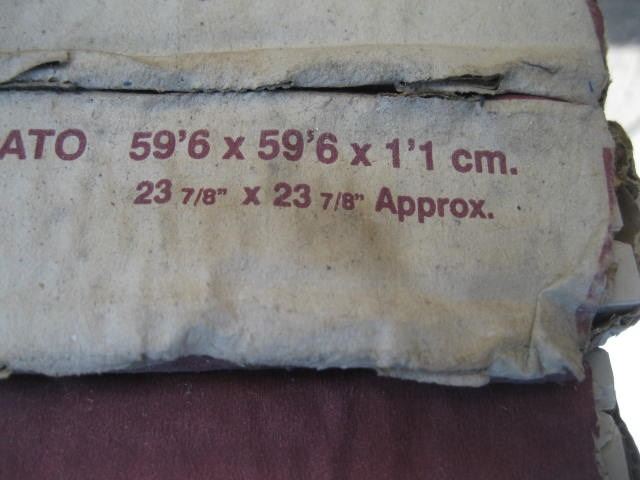 ATO 59'6 x 59'6 x 1'1 cm.
23 7/8" x 23 7/8" Approx.